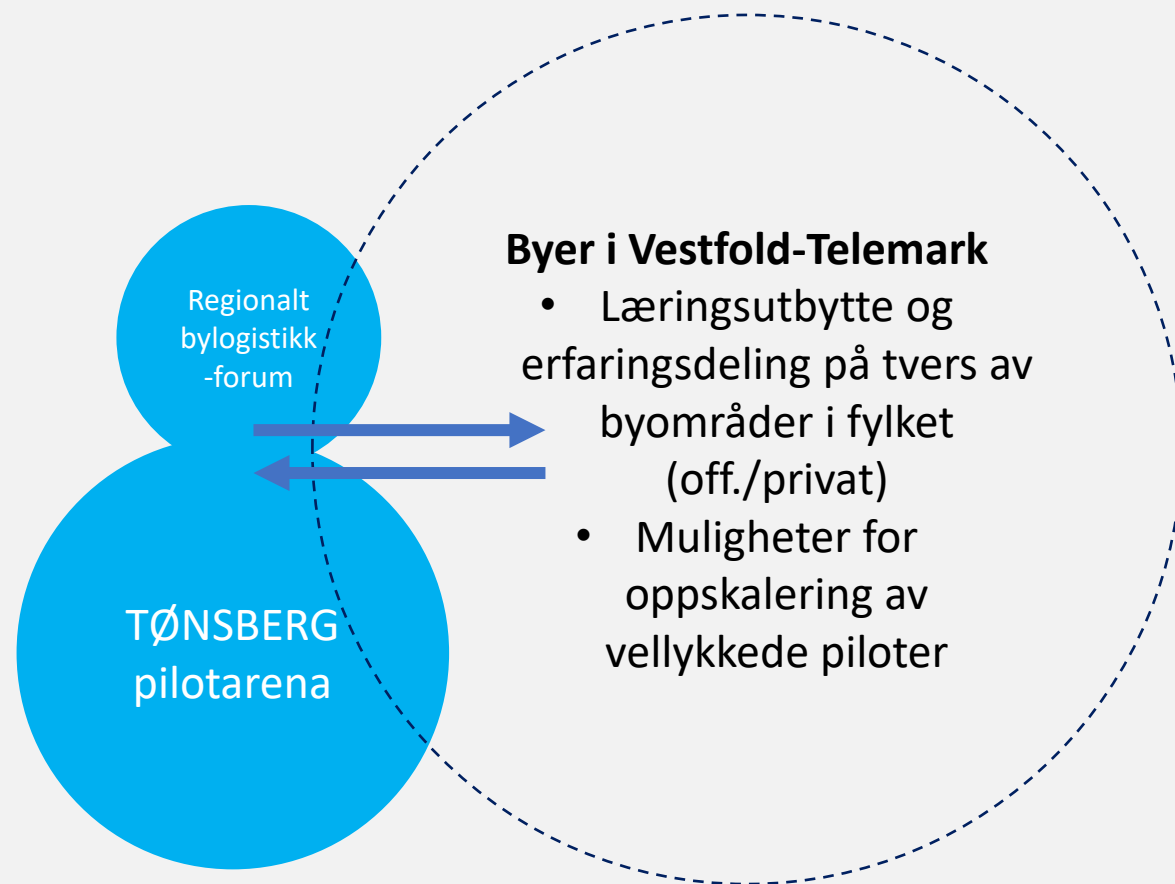 Regionalt
bylogistikk
-forum
TØNSBERG
pilotarena
Byer i Vestfold-Telemark
• Læringsutbytte og
erfaringsdeling på tvers av
byområder i fylket
(off./privat)
• Muligheter for
oppskalering av
vellykkede piloter